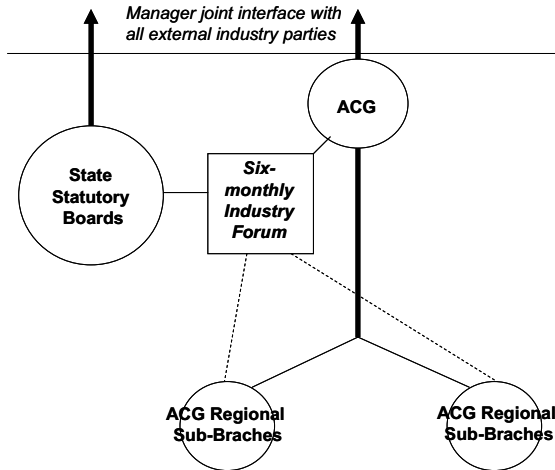 Manager joint interface with
all external industry parties
ACG
State
Statutory
Boards
Six-
monthly
Industry
Forum
ACG Regional
Sub-Braches
ACG Regional
Sub-Braches